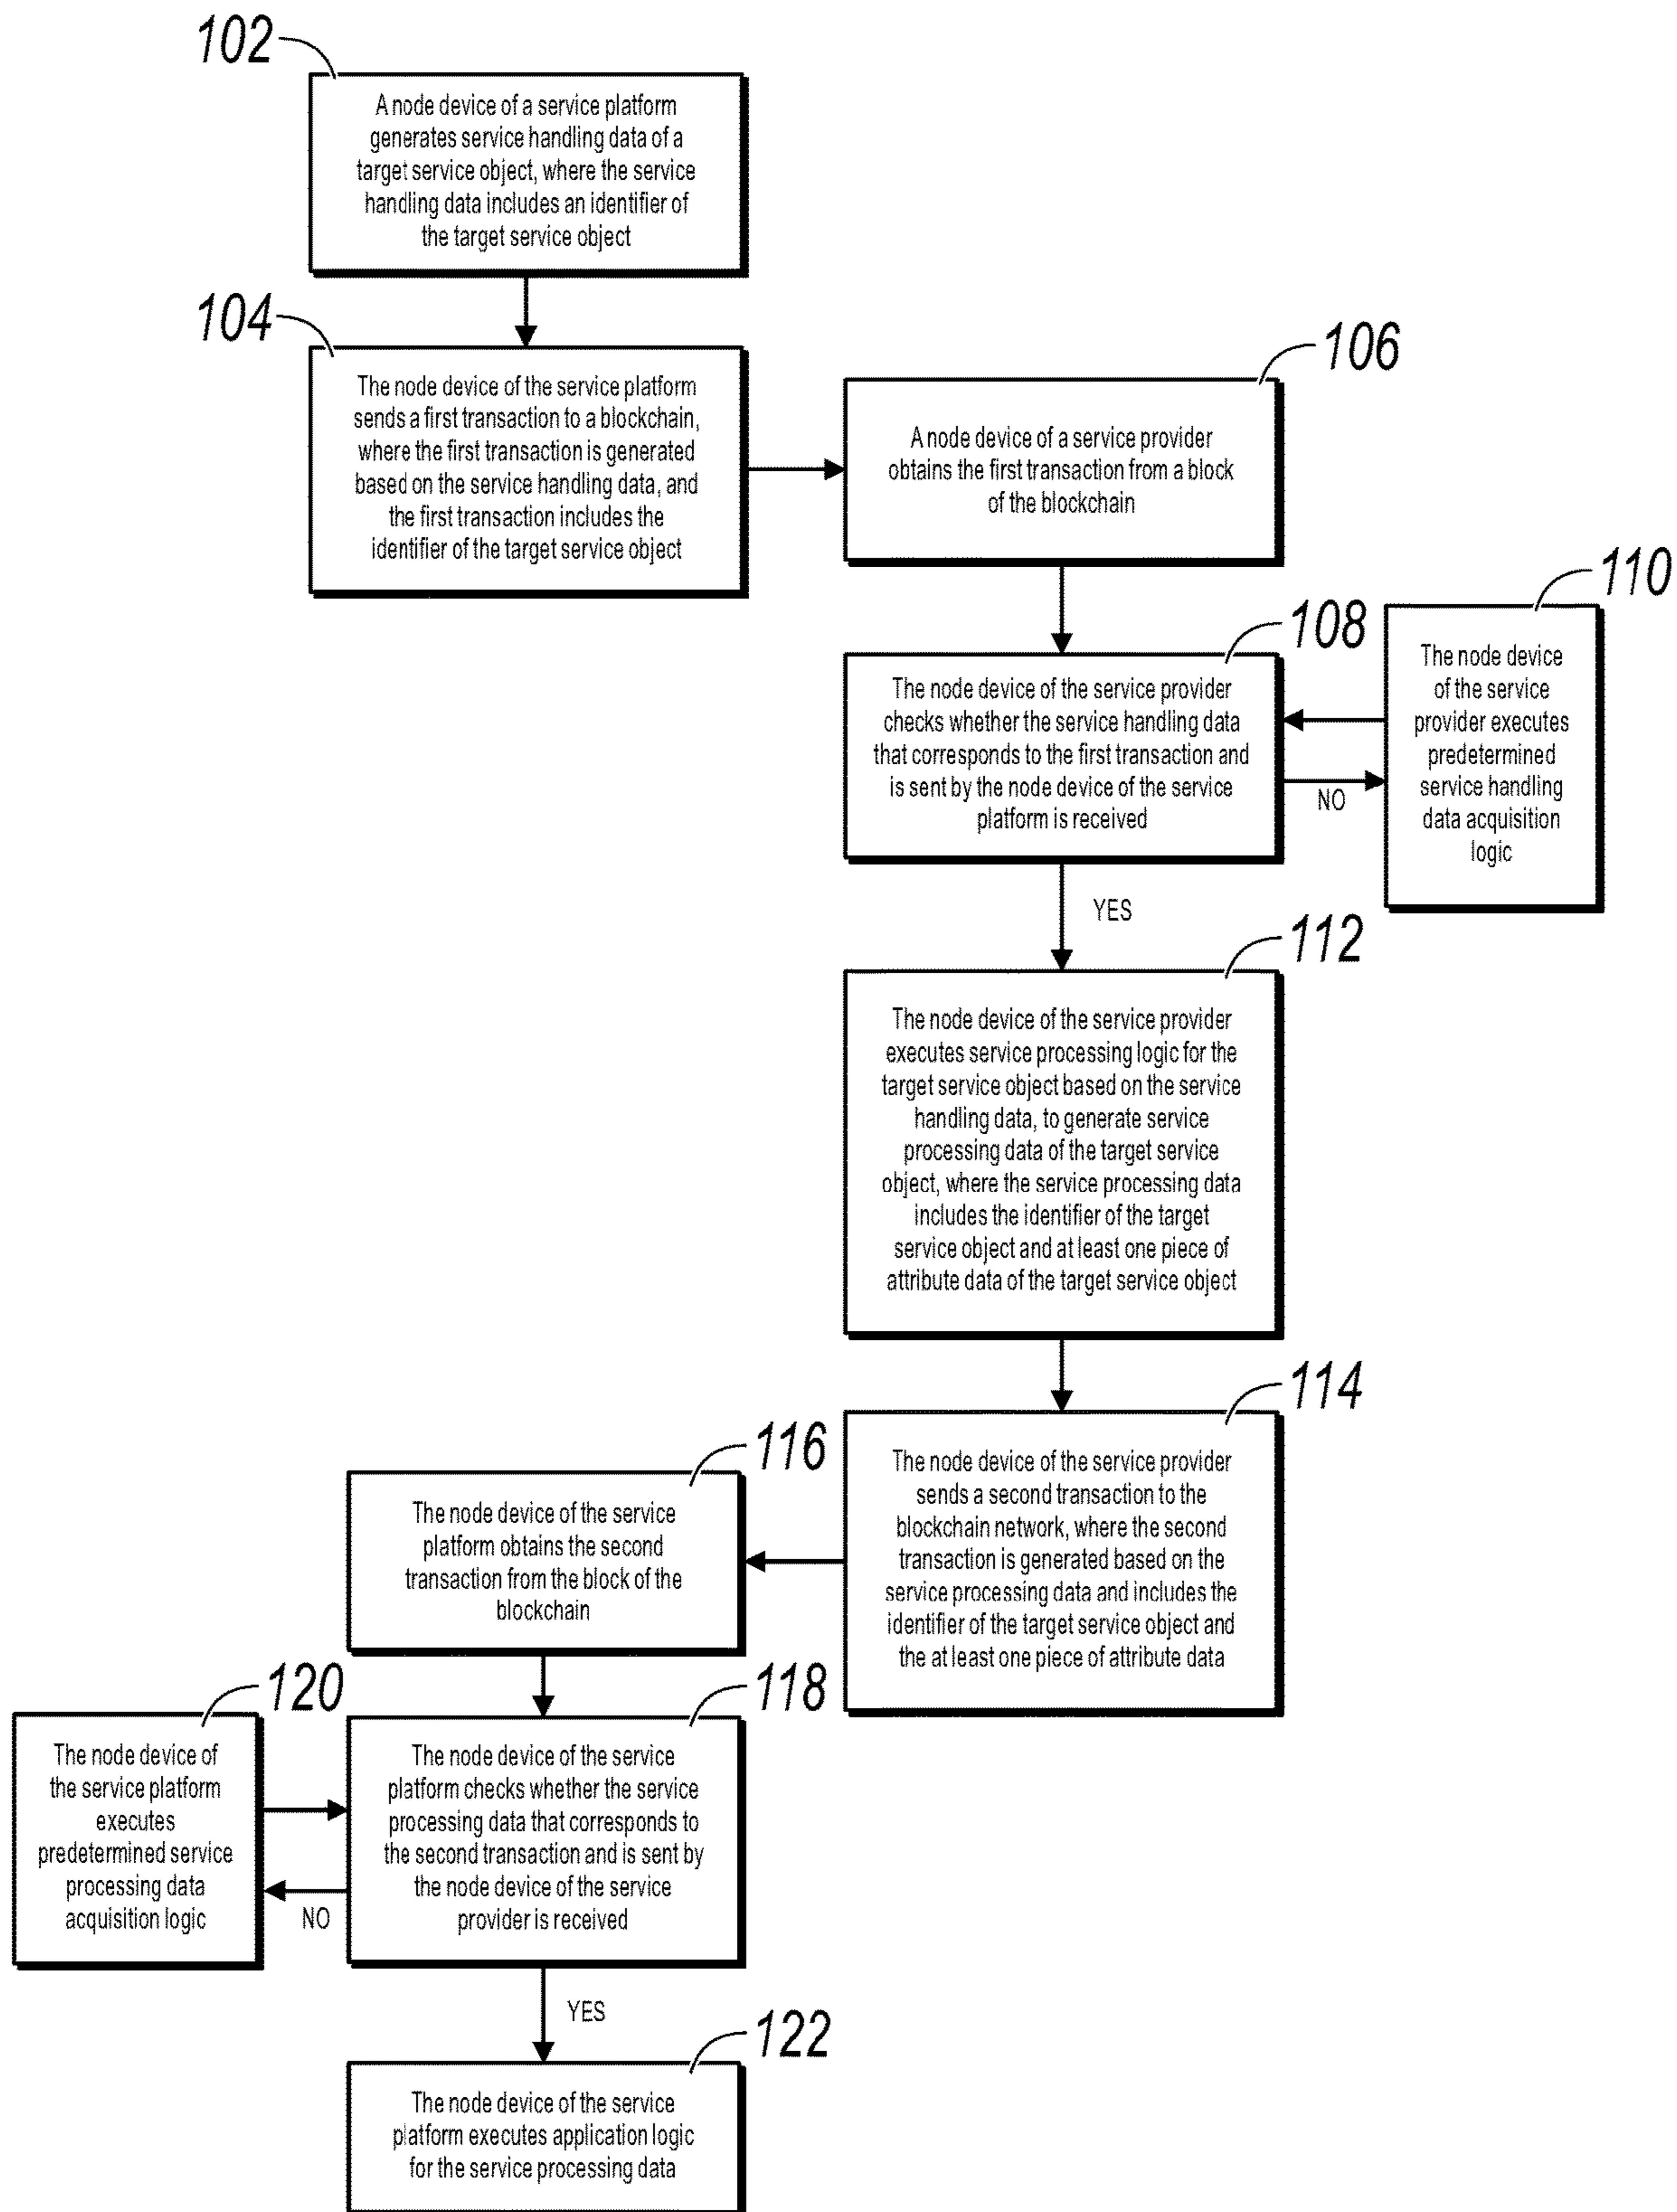 102
A node device of a service platform
generates service handling data of a
target service object, where the service
handling data includes an identifier of
the target service object
104
The node device of the service platform
sends a first transaction to a blockchain,
where the first transaction is generated
based on the service handling data, and
the first transaction includes the
identifier of the target service object
106
A node device of a service provider
obtains the first transaction from a block
of the blockchain
108
The node device of the service provider
checks whether the service handling data
that corresponds to the first transaction and
is sent by the node device of the service
platform is received
NO
110
The node device
of the service
provider executes
predetermined
service handling
data acquisition
logic
YES
112
The node device of the service provider
executes service processing logic for the
target service object based on the service
handling data, to generate service
processing data of the target service
object, where the service processing data
includes the identifier of the target
service object and at least one piece of
attribute data of the target service object
114
The node device of the service provider
sends a second transaction to the
blockchain network, where the second
transaction is generated based on the
service processing data and includes the
identifier of the target service object and
the at least one piece of attribute data
116
The node device of the service
platform obtains the second
transaction from the block of the
blockchain
118
The node device of the service
platform checks whether the service
processing data that corresponds to
the second transaction and is sent by
the node device of the service
provider is received
120
The node device of
the service platform
executes
predetermined service
processing data
acquisition logic
NO
YES
122
The node device of the service
platform executes application logic
for the service processing data